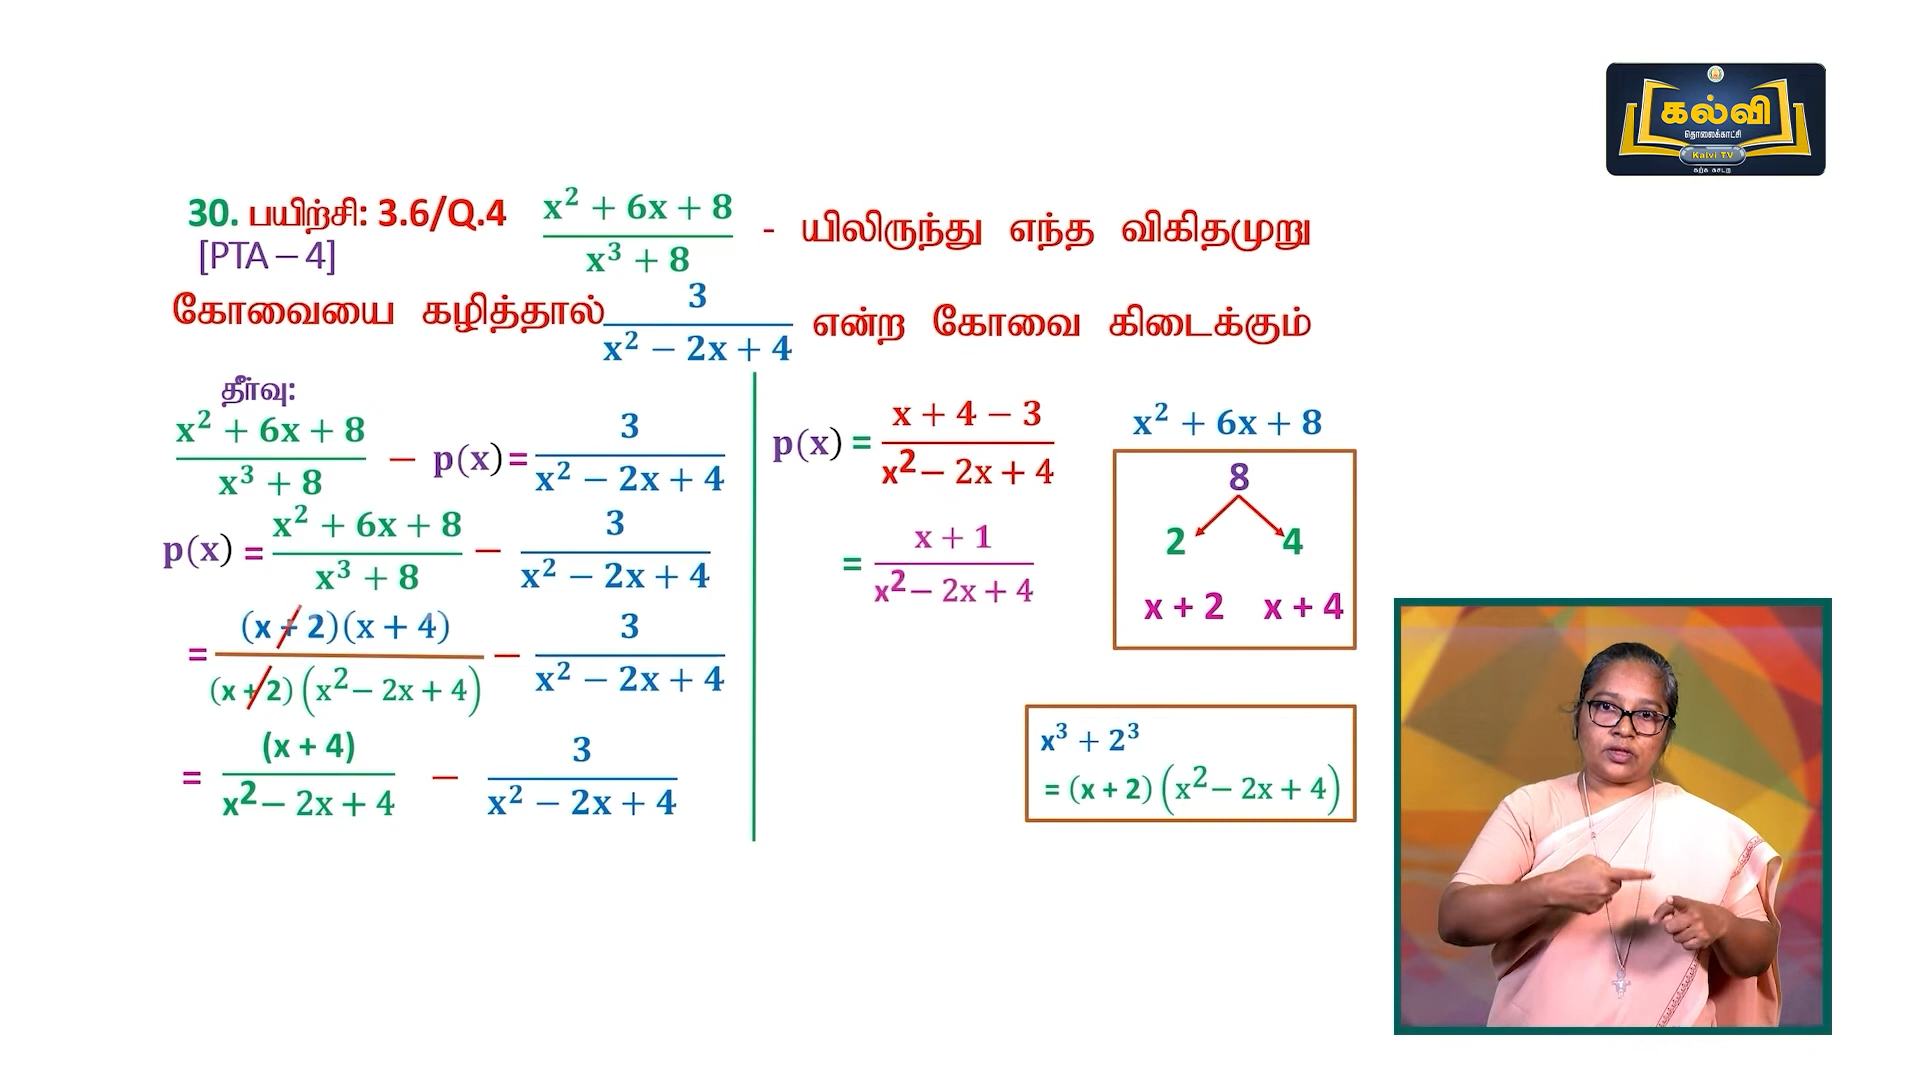 கல்வி
தொலைக்காட்சி
Kalvi TV
கற்க கசடற
30. பயிற்சி: 3.6/Q.4 (x² + 6x + 8)/(x³ + 8) - யிலிருந்து எந்த விகிதமுறு
[PTA – 4]
கோவையை கழித்தால் 3/(x² − 2x + 4) என்ற கோவை கிடைக்கும்
தீர்வு:
(x² + 6x + 8)/(x³ + 8) − p(x) = 3/(x² − 2x + 4)
p(x) = (x² + 6x + 8)/(x³ + 8) − 3/(x² − 2x + 4)
= (x + 2)(x + 4)/(x + 2)(x² − 2x + 4) − 3/(x² − 2x + 4)
= (x + 4)/(x² − 2x + 4) − 3/(x² − 2x + 4)
p(x) = (x + 4 − 3)/(x² − 2x + 4)
= (x + 1)/(x² − 2x + 4)
x² + 6x + 8
8
2 4
x + 2 x + 4
x³ + 2³
= (x + 2)(x² − 2x + 4)